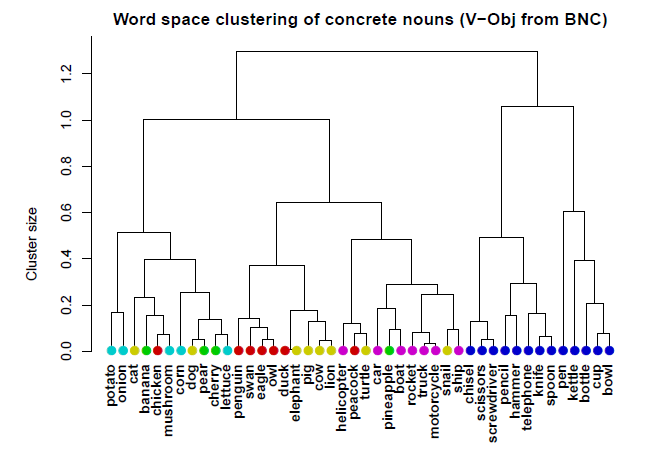 Word space clustering of concrete nouns (V−Obj from BNC)
Cluster size
1.2
1.0
0.8
0.6
0.4
0.2
0.0
potato
onion
cat
banana
chicken
mushroom
corn
dog
pear
cherry
lettuce
penguin
swan
eagle
owl
duck
elephant
pig
cow
lion
helicopter
peacock
turtle
car
pineapple
boat
rocket
truck
motorcycle
snail
ship
chisel
scissors
screwdriver
pencil
hammer
telephone
knife
spoon
pen
kettle
bottle
cup
bowl